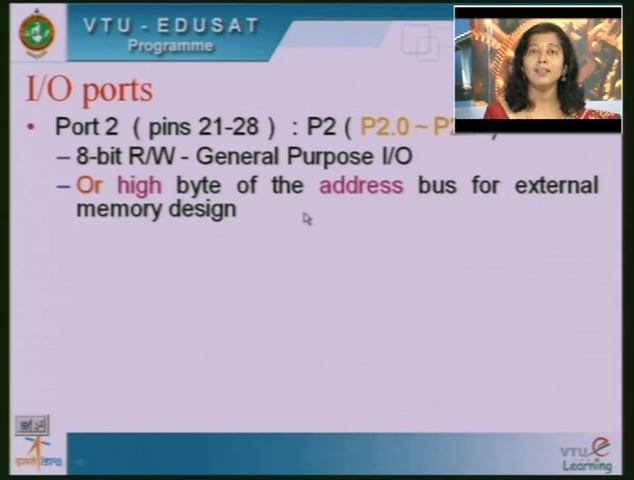 VTU - EDUSAT
Programme
I/O ports
• Port 2 ( pins 21-28 ) : P2 ( P2.0 ~
– 8-bit R/W - General Purpose I/O
– Or high byte of the address bus for external
memory design
VTU e
Learning